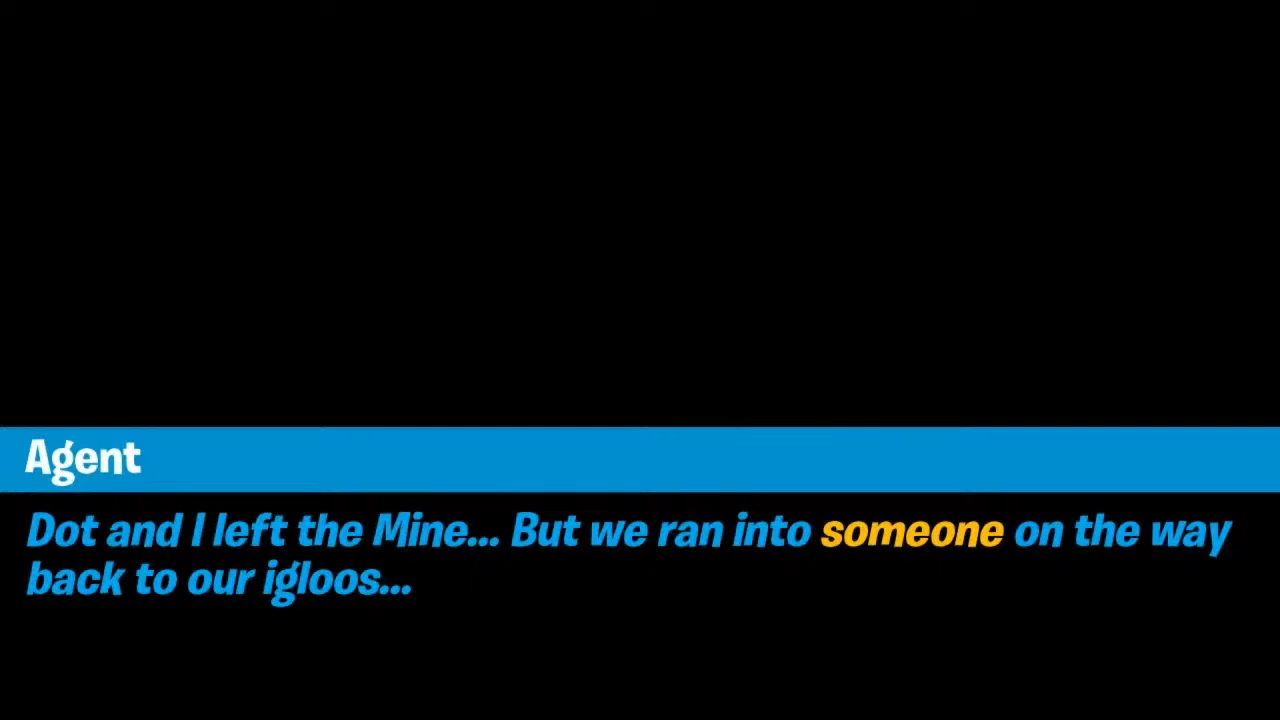 Agent
Dot and I left the Mine... But we ran into someone on the way
back to our igloos...